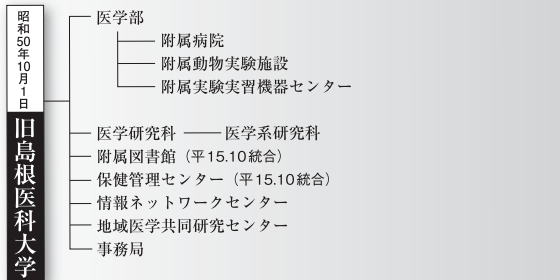 昭和50年10月1日
旧島根医科大学
医学部
附属病院
附属動物実験施設
附属実験実習機器センター
医学研究科 医学系研究科
附属図書館（平15.10統合）
保健管理センター（平15.10統合）
情報ネットワークセンター
地域医学共同研究センター
事務局